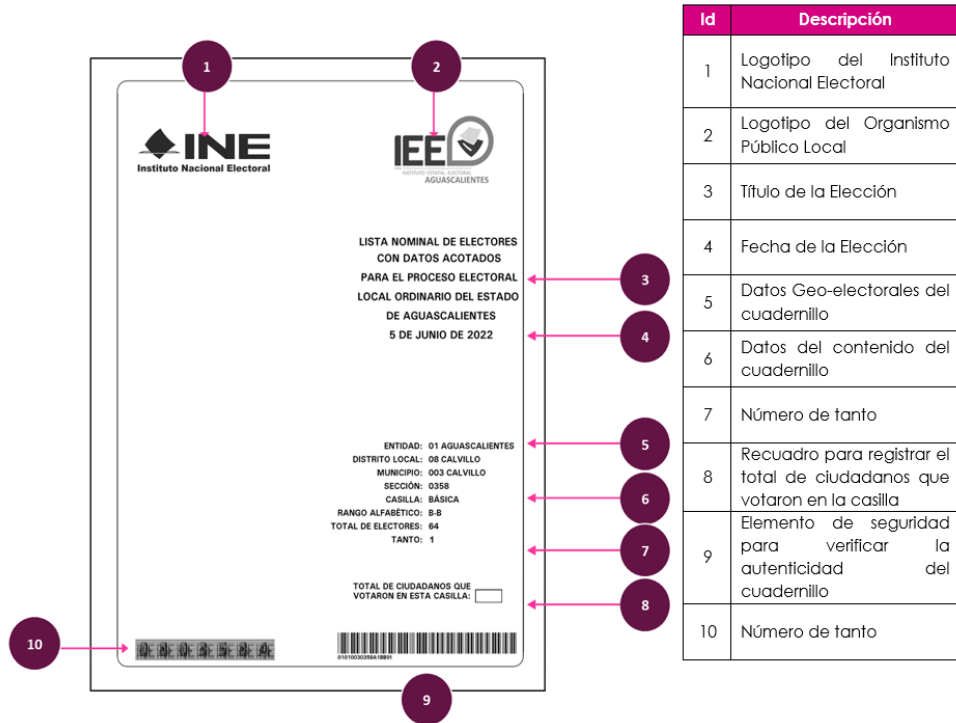 1
2
INE
Instituto Nacional Electoral
IEE
INSTITUTO ESTATAL ELECTORAL
AGUASCALIENTES
LISTA NOMINAL DE ELECTORES
CON DATOS ACOTADOS
PARA EL PROCESO ELECTORAL
LOCAL ORDINARIO DEL ESTADO
DE AGUASCALIENTES
5 DE JUNIO DE 2022
3
4
ENTIDAD: 01 AGUASCALIENTES
DISTRITO LOCAL: 08 CALVILLO
MUNICIPIO: 003 CALVILLO
SECCIÓN: 0358
CASILLA: BÁSICA
RANGO ALFABÉTICO: B-B
TOTAL DE ELECTORES: 64
TANTO: 1
5
6
7
TOTAL DE CIUDADANOS QUE
VOTARON EN ESTA CASILLA:
8
10
9
Id Descripción
1 Logotipo del Instituto
Nacional Electoral
2 Logotipo del Organismo
Público Local
3 Título de la Elección
4 Fecha de la Elección
5 Datos Geo-electorales del
cuadernillo
6 Datos del contenido del
cuadernillo
7 Número de tanto
8 Recuadro para registrar el
total de ciudadanos que
votaron en la casilla
9 Elemento de seguridad
para verificar la
autenticidad del
cuadernillo
10 Número de tanto